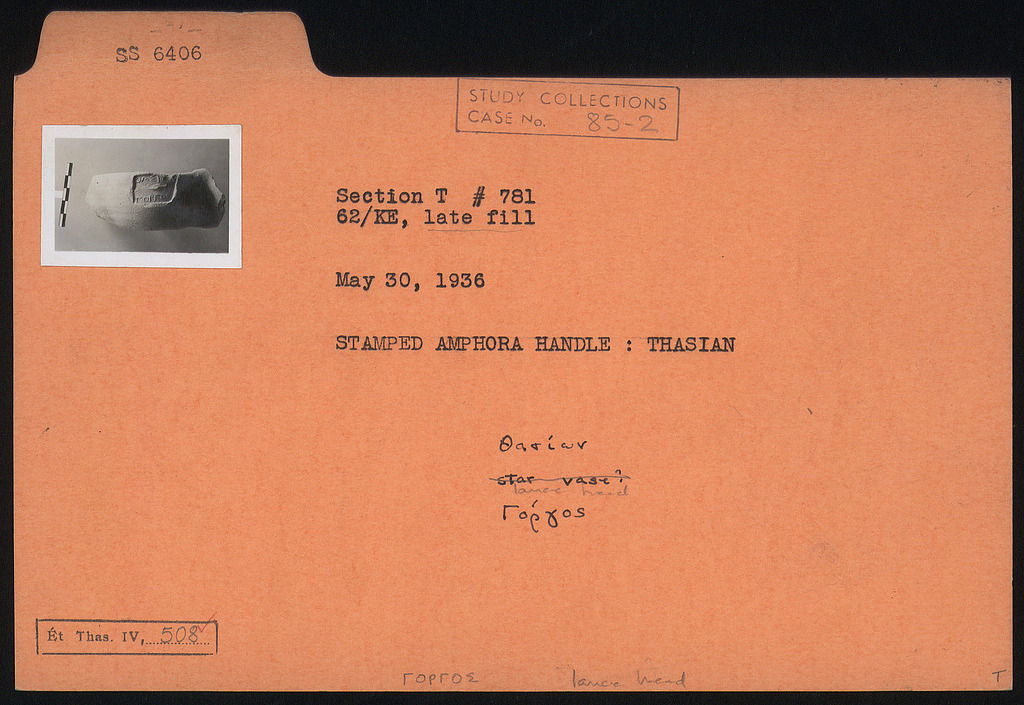 SS 6406
STUDY COLLECTIONS
CASE No. 85-2
Section T # 781
62/KE, late fill
May 30, 1936
STAMPED AMPHORA HANDLE : THASIAN
Θασίων
star vase?
lance head
Γοργος
Ét Thas. IV, 508
ΓΟΡΓΟΣ lance head T